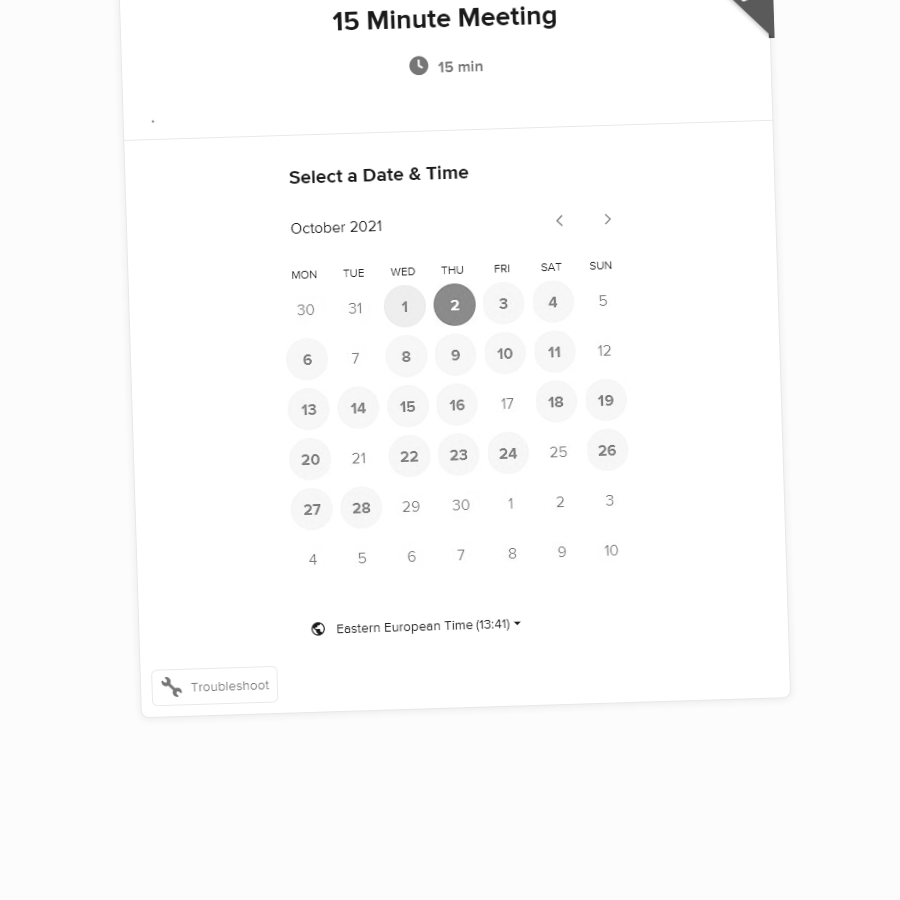 15 Minute Meeting
15 min
.
Select a Date & Time
October 2021
MON TUE WED THU FRI SAT SUN
30 31 1 2 3 4 5
6 7 8 9 10 11 12
13 14 15 16 17 18 19
20 21 22 23 24 25 26
27 28 29 30 1 2 3
4 5 6 7 8 9 10
Eastern European Time (13:41)
Troubleshoot